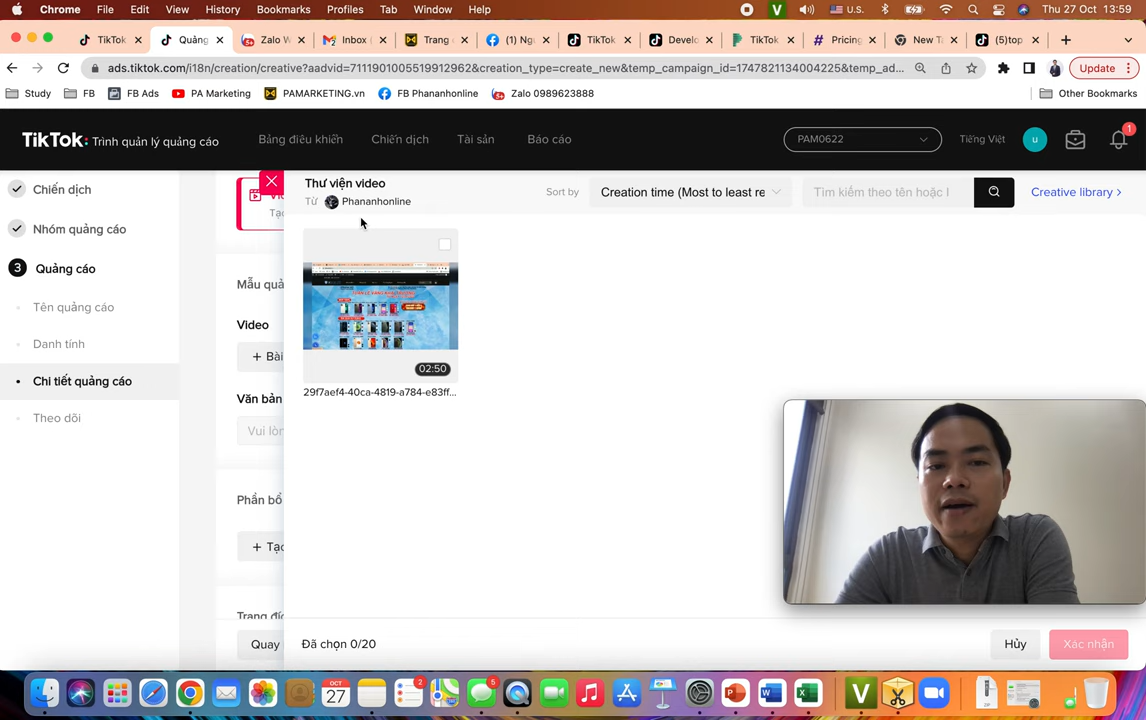 Chrome File Edit View History Bookmarks Profiles Tab Window Help U.S. Thu 27 Oct 13:59
TikTok Quảng Zalo W Inbox ( Trang (1) Ng TikTok Develo TikTok Pricing New T (5)top
ads.tiktok.com/i18n/creation/creative?aadvid=7111901005519912962&creation_type=create_new&temp_campaign_id=1747821134004225&temp_ad... Update
Study FB FB Ads PA Marketing PAMARKETING.vn FB Phananhonline Zalo 0989623888 Other Bookmarks
TikTok: Trình quản lý quảng cáo Bảng điều khiển Chiến dịch Tài sản Báo cáo PAM0622 Tiếng Việt u 1
Chiến dịch
Nhóm quảng cáo
3 Quảng cáo
Tên quảng cáo
Danh tính
Chi tiết quảng cáo
Theo dõi
Mẫu quả
Video
+ Bài
Văn bản
Vui lòn
Phần bổ
+ Tạo
Trang đíc
Quay
Thư viện video
Từ Phananhonline
Sort by Creation time (Most to least re Tìm kiếm theo tên hoặc I Creative library >
02:50
29f7aef4-40ca-4819-a784-e83ff...
Đã chọn 0/20 Hủy Xác nhận
OCT
27
2
5